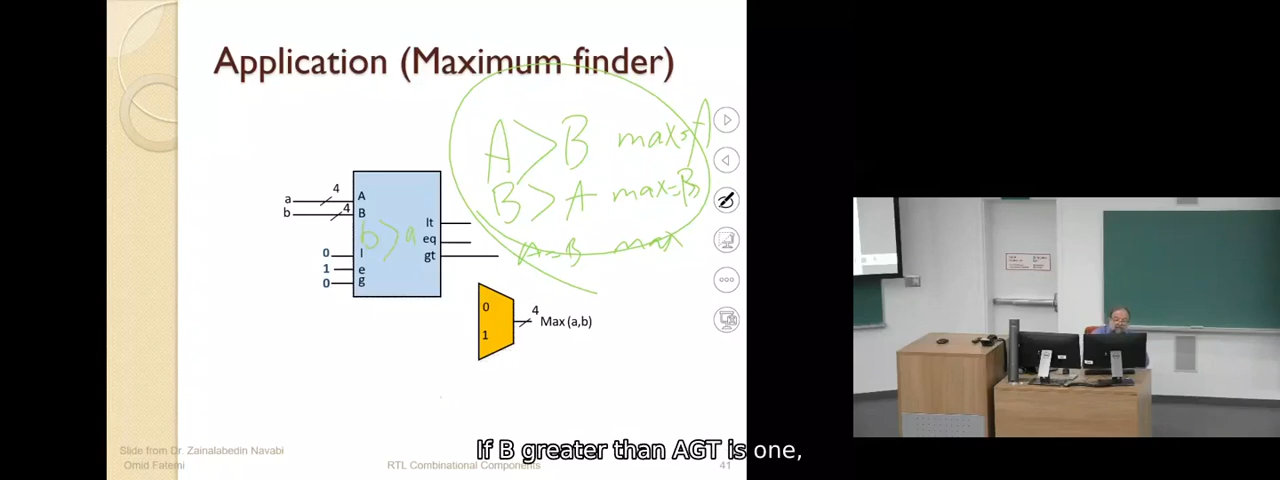 Application (Maximum finder)
A > B max = A
B > A max = B
A = B max
a 4 A
b 4 B
b > a
lt
eq
gt
0 l
1 e
0 g
0
1
4
Max (a,b)
If B greater than AGT is one,
Slide from Dr. Zainalabedin Navabi
Omid Fatemi
RTL Combinational Components
41